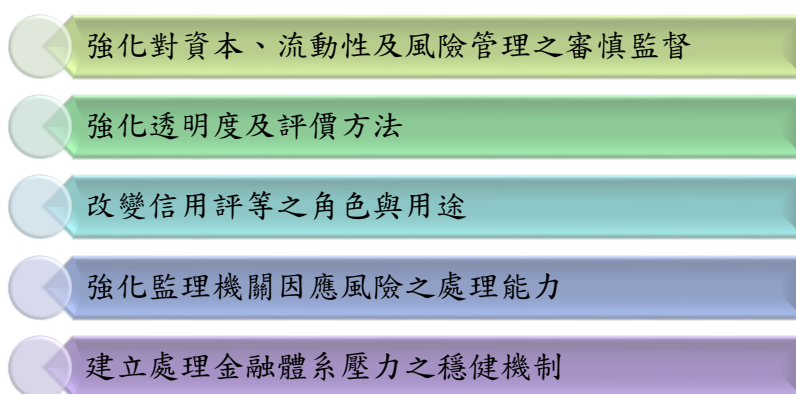 強化對資本、流動性及風險管理之審慎監督
強化透明度及評價方法
改變信用評等之角色與用途
強化監理機關因應風險之處理能力
建立處理金融體系壓力之穩健機制